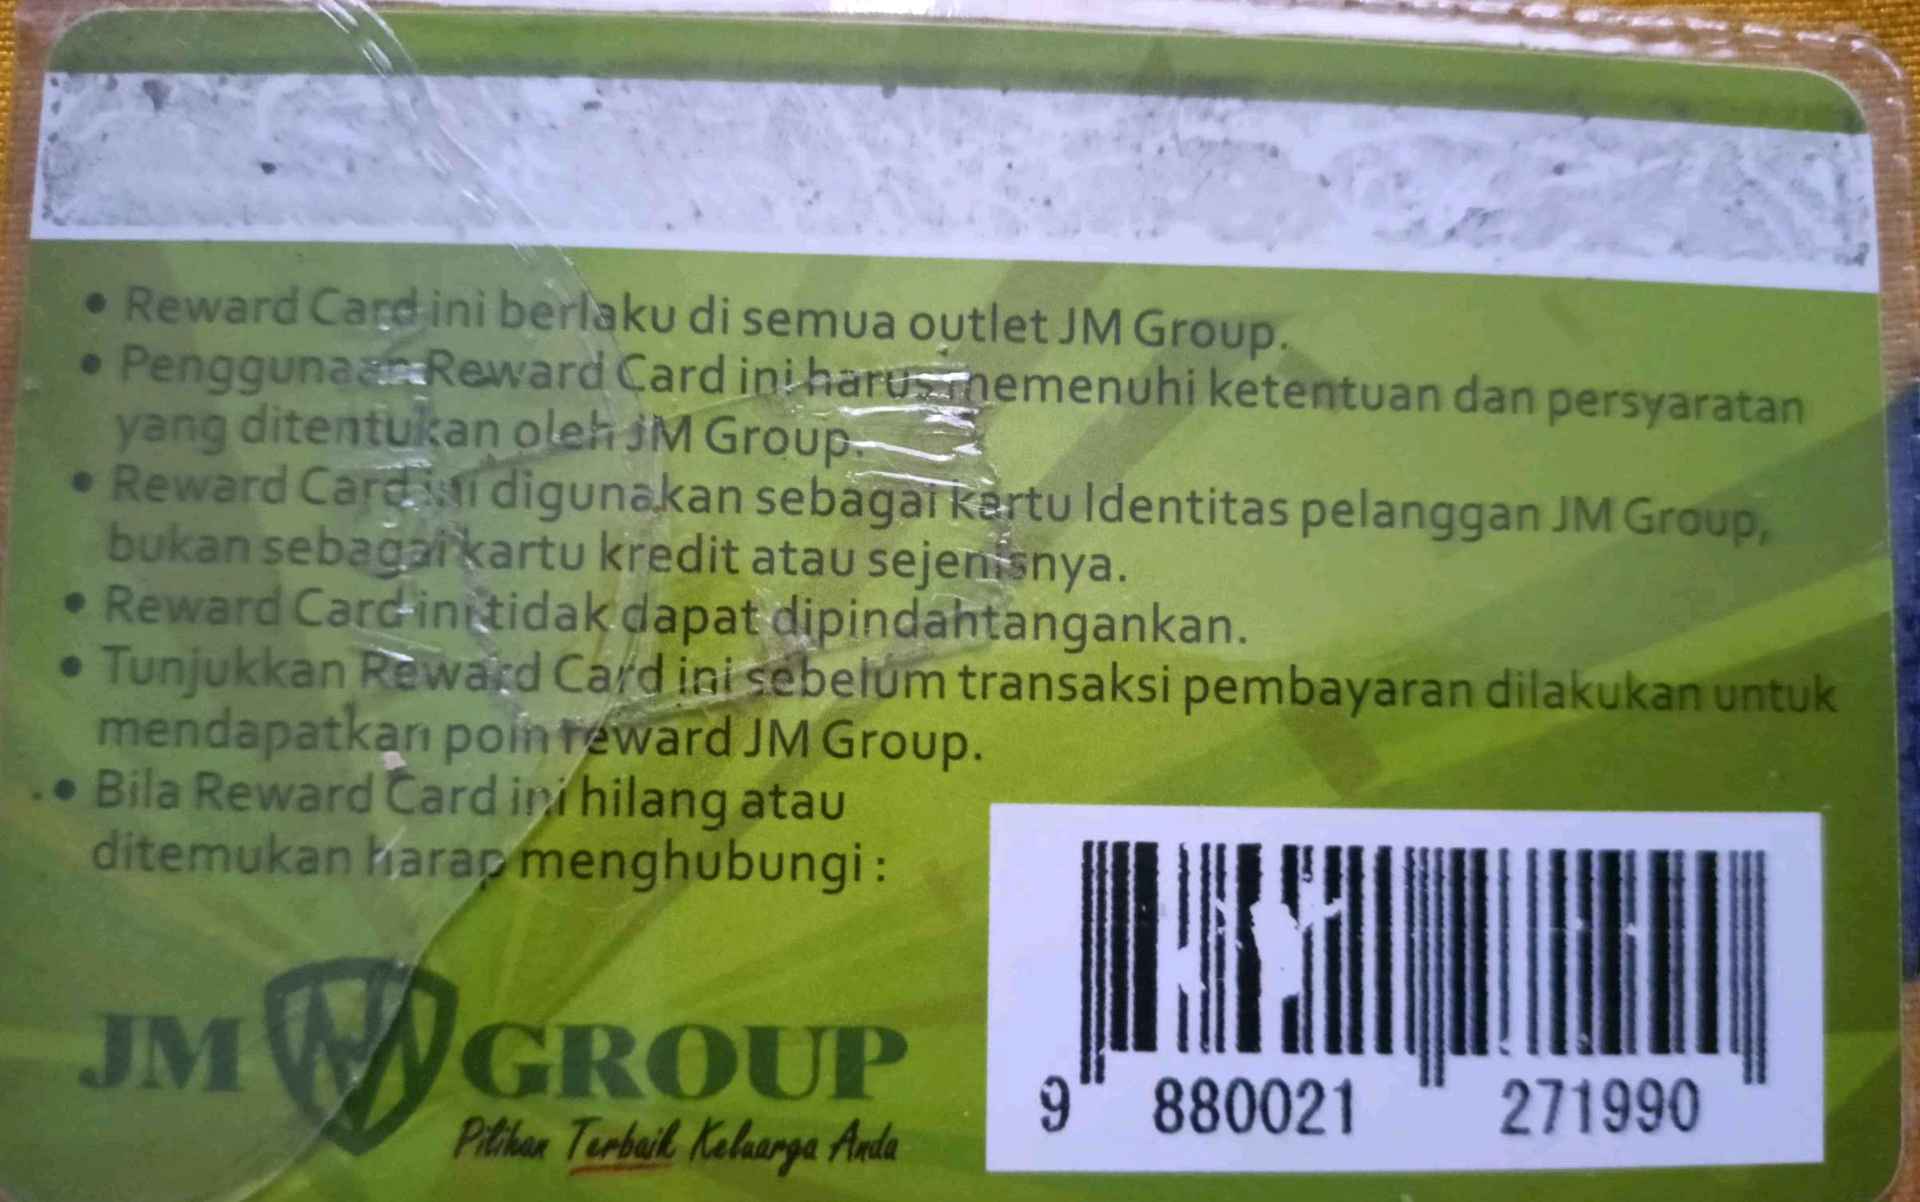 • Reward Card ini berlaku di semua outlet JM Group.
• Penggunaan Reward Card ini harus memenuhi ketentuan dan persyaratan
yang ditentukan oleh JM Group.
• Reward Card ini digunakan sebagai kartu Identitas pelanggan JM Group,
bukan sebagai kartu kredit atau sejenisnya.
• Reward Card ini tidak dapat dipindahtangankan.
• Tunjukkan Reward Card ini sebelum transaksi pembayaran dilakukan untuk
mendapatkan poin reward JM Group.
• Bila Reward Card ini hilang atau
ditemukan harap menghubungi :
JM GROUP
Pilihan Terbaik Keluarga Anda
9 880021 271990